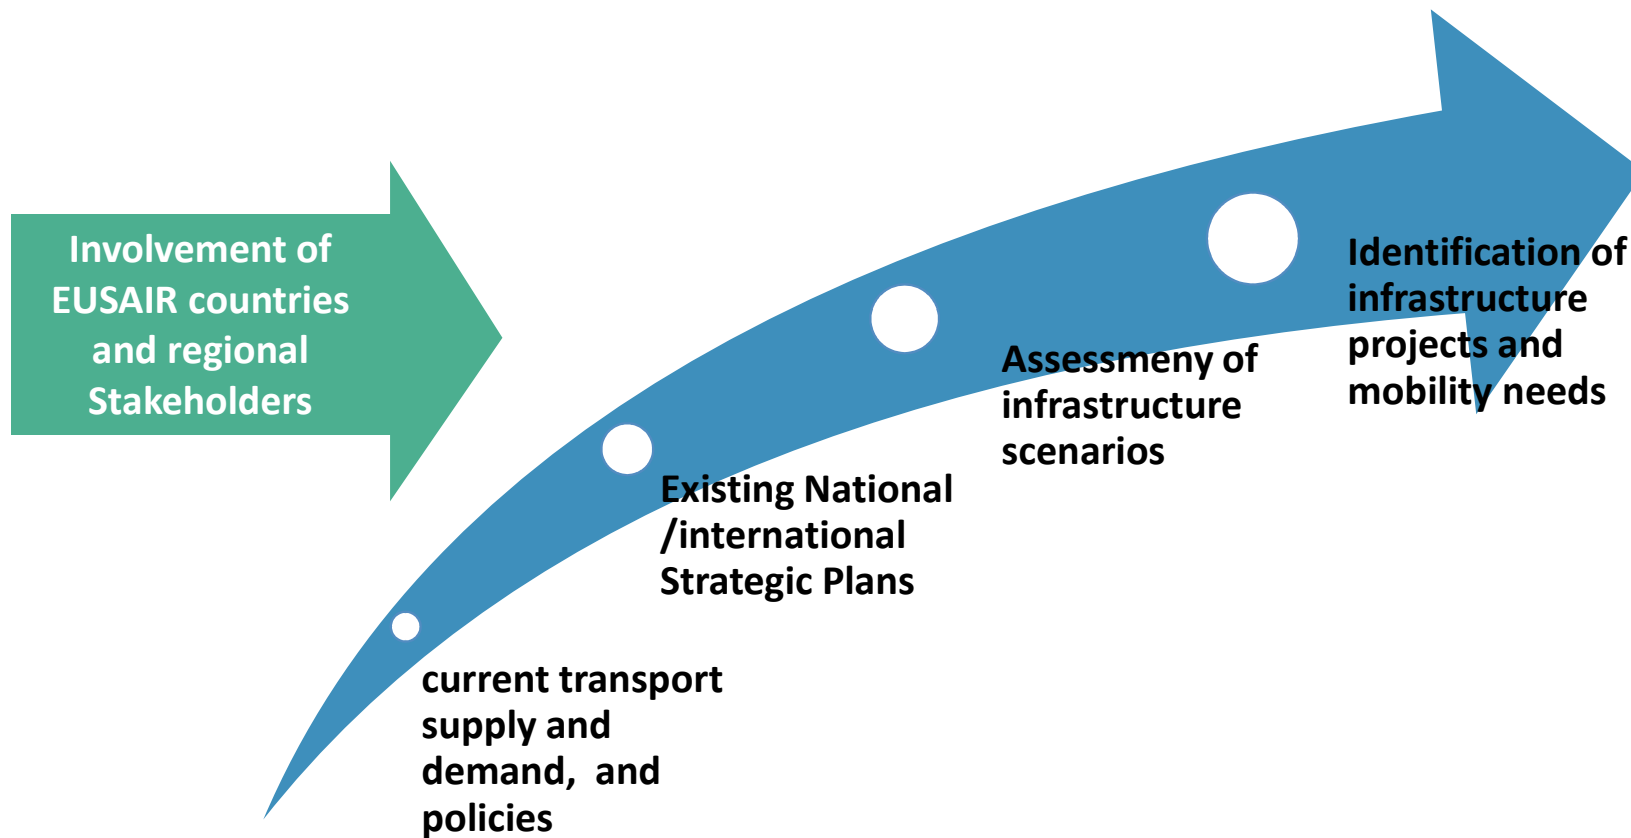 Involvement of
EUSAIR countries
and regional
Stakeholders
current transport
supply and
demand,  and
policies
Existing National
/international
Strategic Plans
Assessmeny of
infrastructure
scenarios
Identification of
infrastructure
projects and
mobility needs